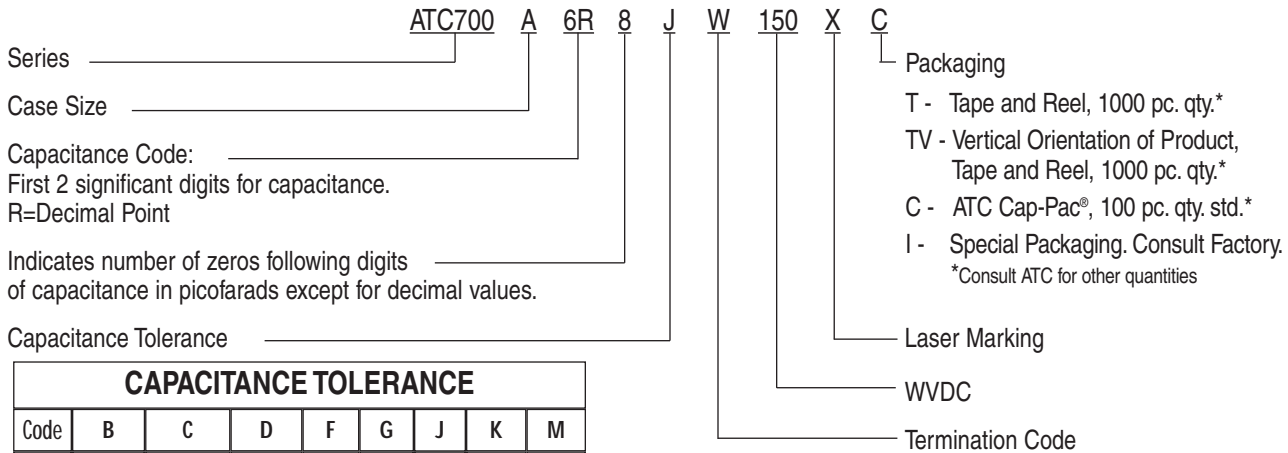 ATC700 A 6R 8 J W 150 X C
Series
Case Size
Capacitance Code:
First 2 significant digits for capacitance.
R=Decimal Point
Indicates number of zeros following digits
of capacitance in picofarads except for decimal values.
Capacitance Tolerance
CAPACITANCE TOLERANCE
Code B C D F G J K M
Packaging
T - Tape and Reel, 1000 pc. qty.*
TV - Vertical Orientation of Product,
Tape and Reel, 1000 pc. qty.*
C - ATC Cap-Pac®, 100 pc. qty. std.*
I - Special Packaging. Consult Factory.
*Consult ATC for other quantities
Laser Marking
WVDC
Termination Code